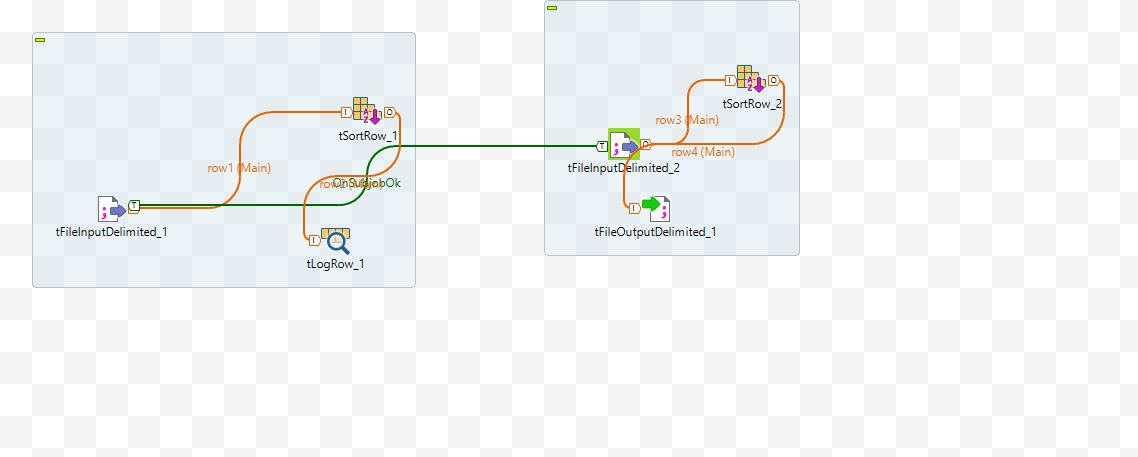 tSortRow_1
row1 (Main)
row2 (Main)
OnSubjobOk
tFileInputDelimited_1
tLogRow_1
tSortRow_2
row3 (Main)
row4 (Main)
tFileInputDelimited_2
tFileOutputDelimited_1